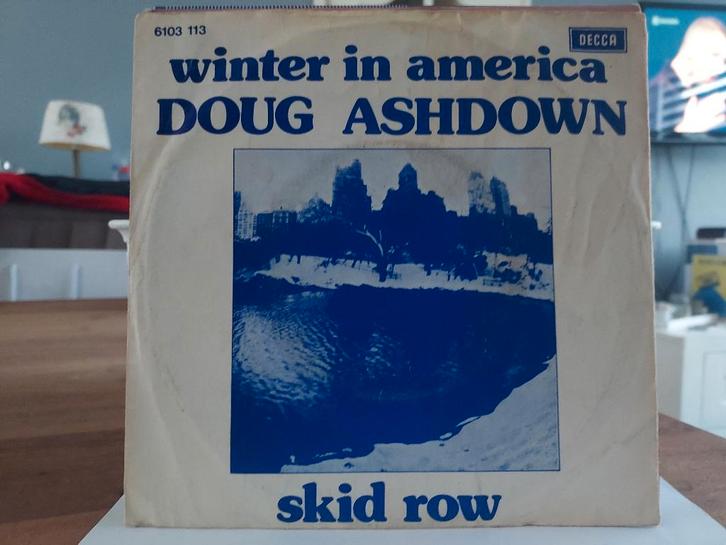 6103 113
DECCA
winter in america
DOUG ASHDOWN
skid row